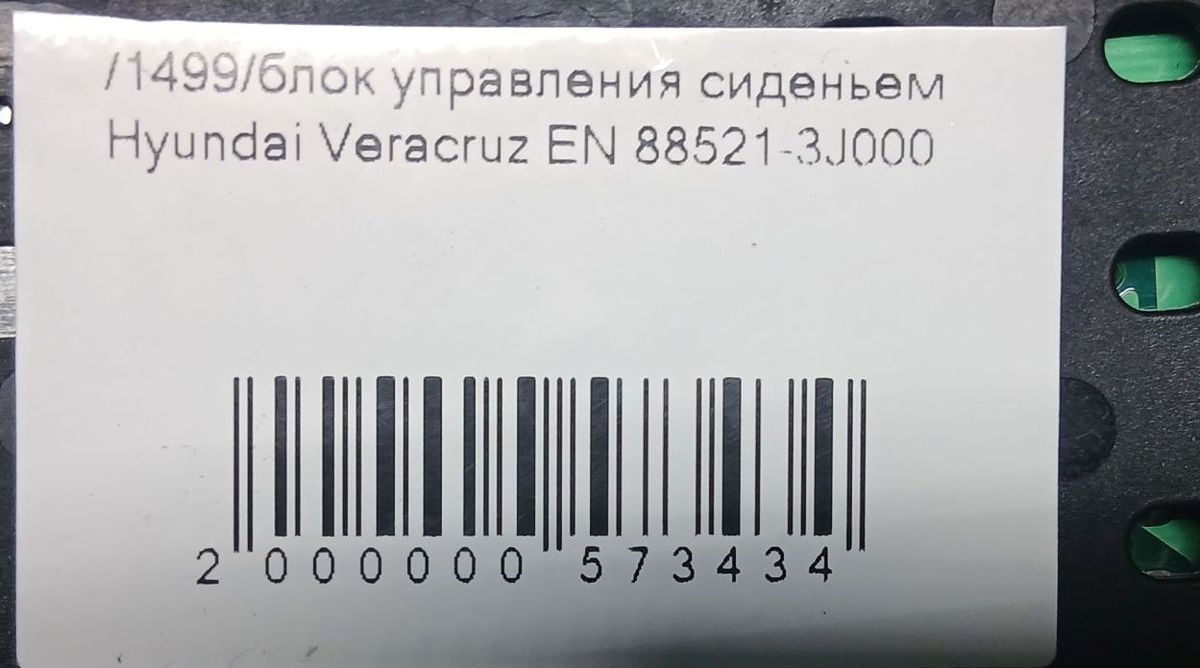 /1499/блок управления сиденьем
Hyundai Veracruz EN 88521-3J000
2 000000 573434